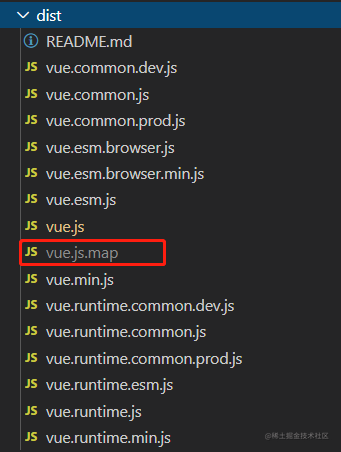 dist
README.md
JS vue.common.dev.js
JS vue.common.js
JS vue.common.prod.js
JS vue.esm.browser.js
JS vue.esm.browser.min.js
JS vue.esm.js
JS vue.js
JS vue.js.map
JS vue.min.js
JS vue.runtime.common.dev.js
JS vue.runtime.common.js
JS vue.runtime.common.prod.js
JS vue.runtime.esm.js
JS vue.runtime.js
JS vue.runtime.min.js
@稀土掘金技术社区